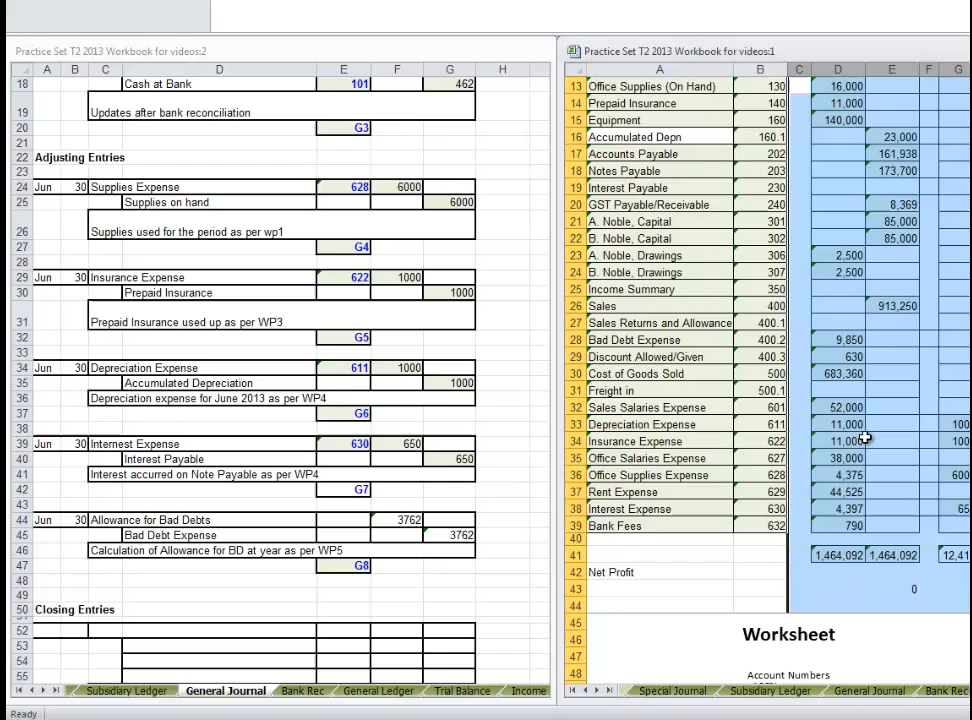 Practice Set T2 2013 Workbook for videos:2
A B C D E F G H
18 Cash at Bank 101 462
19 Updates after bank reconciliation
20 G3
21
22 Adjusting Entries
23
24 Jun 30 Supplies Expense 628 6000
25 Supplies on hand 6000
26 Supplies used for the period as per wp1
27 G4
28
29 Jun 30 Insurance Expense 622 1000
30 Prepaid Insurance 1000
31 Prepaid Insurance used up as per WP3
32 G5
33
34 Jun 30 Depreciation Expense 611 1000
35 Accumulated Depreciation 1000
36 Depreciation expense for June 2013 as per WP4
37 G6
38
39 Jun 30 Internest Expense 630 650
40 Interest Payable 650
41 Interest accurred on Note Payable as per WP4
42 G7
43
44 Jun 30 Allowance for Bad Debts 3762
45 Bad Debt Expense 3762
46 Calculation of Allowance for BD at year as per WP5
47 G8
48
49
50 Closing Entries
52
53
54
55
Subsidiary Ledger General Journal Bank Rec General Ledger Trial Balance Income
Ready
Practice Set T2 2013 Workbook for videos:1
A B C D E F G
13 Office Supplies (On Hand) 130 16,000
14 Prepaid Insurance 140 11,000
15 Equipment 160 140,000
16 Accumulated Depn 160.1 23,000
17 Accounts Payable 202 161,938
18 Notes Payable 203 173,700
19 Interest Payable 230
20 GST Payable/Receivable 240 8,369
21 A. Noble, Capital 301 85,000
22 B. Noble, Capital 302 85,000
23 A. Noble, Drawings 306 2,500
24 B. Noble, Drawings 307 2,500
25 Income Summary 350
26 Sales 400 913,250
27 Sales Returns and Allowance 400.1
28 Bad Debt Expense 400.2 9,850
29 Discount Allowed/Given 400.3 630
30 Cost of Goods Sold 500 683,360
31 Freight in 500.1
32 Sales Salaries Expense 601 52,000
33 Depreciation Expense 611 11,000 100
34 Insurance Expense 622 11,000 100
35 Office Salaries Expense 627 38,000
36 Office Supplies Expense 628 4,375 600
37 Rent Expense 629 44,525
38 Interest Expense 630 4,397 65
39 Bank Fees 632 790
40
41 1,464,092 1,464,092 12,41
42 Net Profit
43 0
44
45
46 Worksheet
47
48 Account Numbers
Special Journal Subsidiary Ledger General Journal Bank Rec